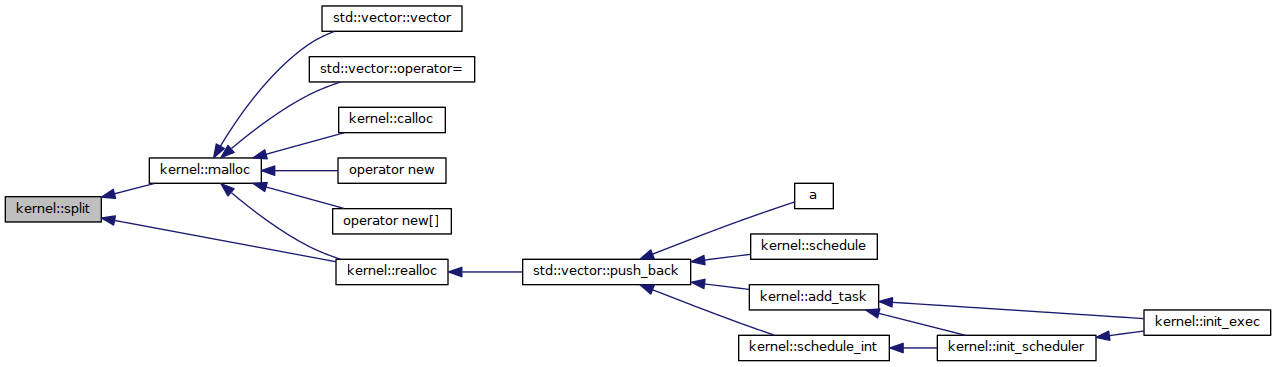 std::vector::vector
std::vector::operator=
kernel::calloc
kernel::malloc
operator new
kernel::split
a
operator new[]
kernel::schedule
kernel::realloc
std::vector::push_back
kernel::add_task
kernel::init_exec
kernel::schedule_int
kernel::init_scheduler